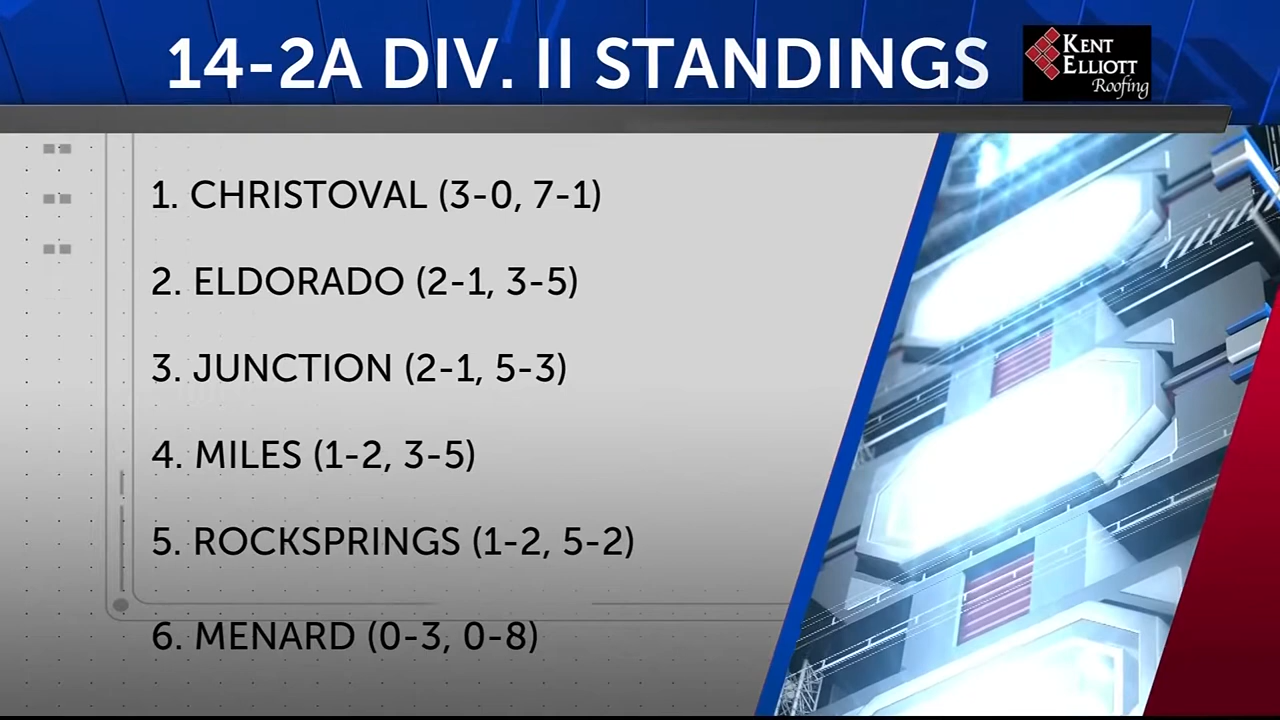 14-2A DIV. II STANDINGS
KENT
ELLIOTT
Roofing
1. CHRISTOVAL (3-0, 7-1)
2. ELDORADO (2-1, 3-5)
3. JUNCTION (2-1, 5-3)
4. MILES (1-2, 3-5)
5. ROCKSPRINGS (1-2, 5-2)
6. MENARD (0-3, 0-8)